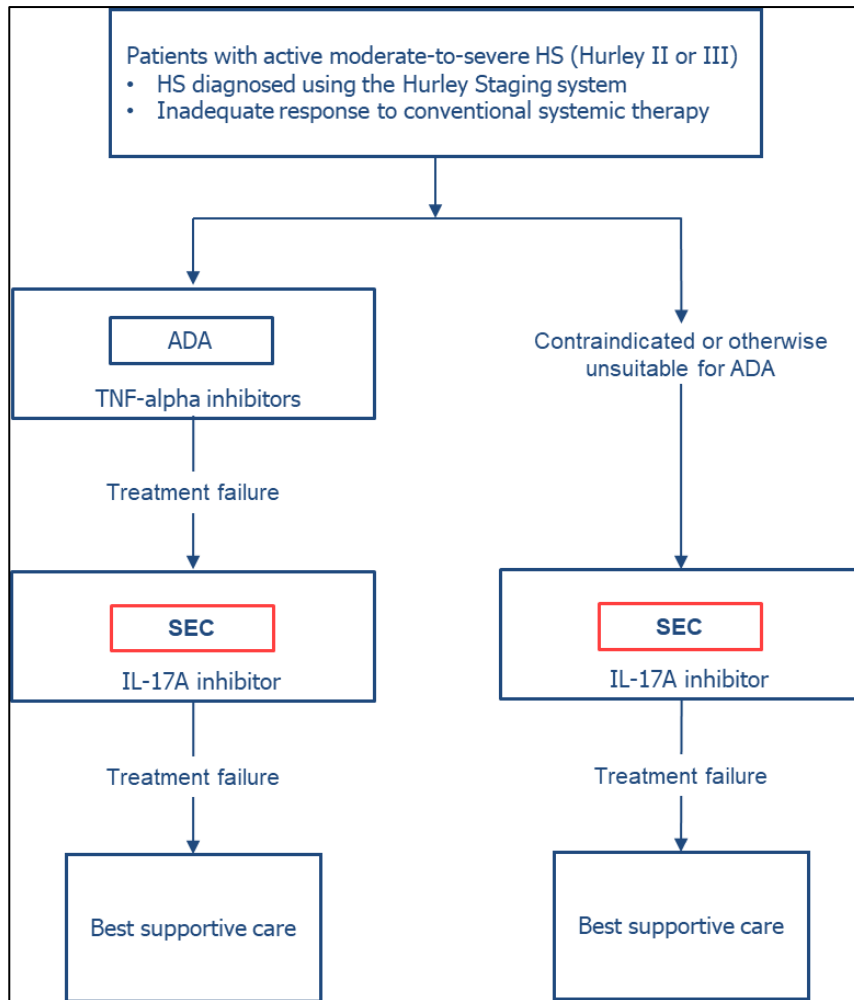 Patients with active moderate-to-severe HS (Hurley II or III)
• HS diagnosed using the Hurley Staging system
• Inadequate response to conventional systemic therapy
ADA
TNF-alpha inhibitors
Contraindicated or otherwise
unsuitable for ADA
Treatment failure
SEC
IL-17A inhibitor
SEC
IL-17A inhibitor
Treatment failure
Treatment failure
Best supportive care
Best supportive care